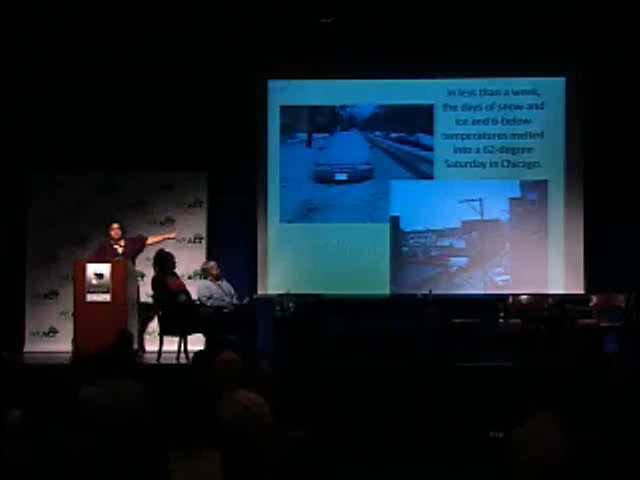 In less than a week,
the days of snow and
ice and 6-below
temperatures melted
into a 62-degree
Saturday in Chicago.